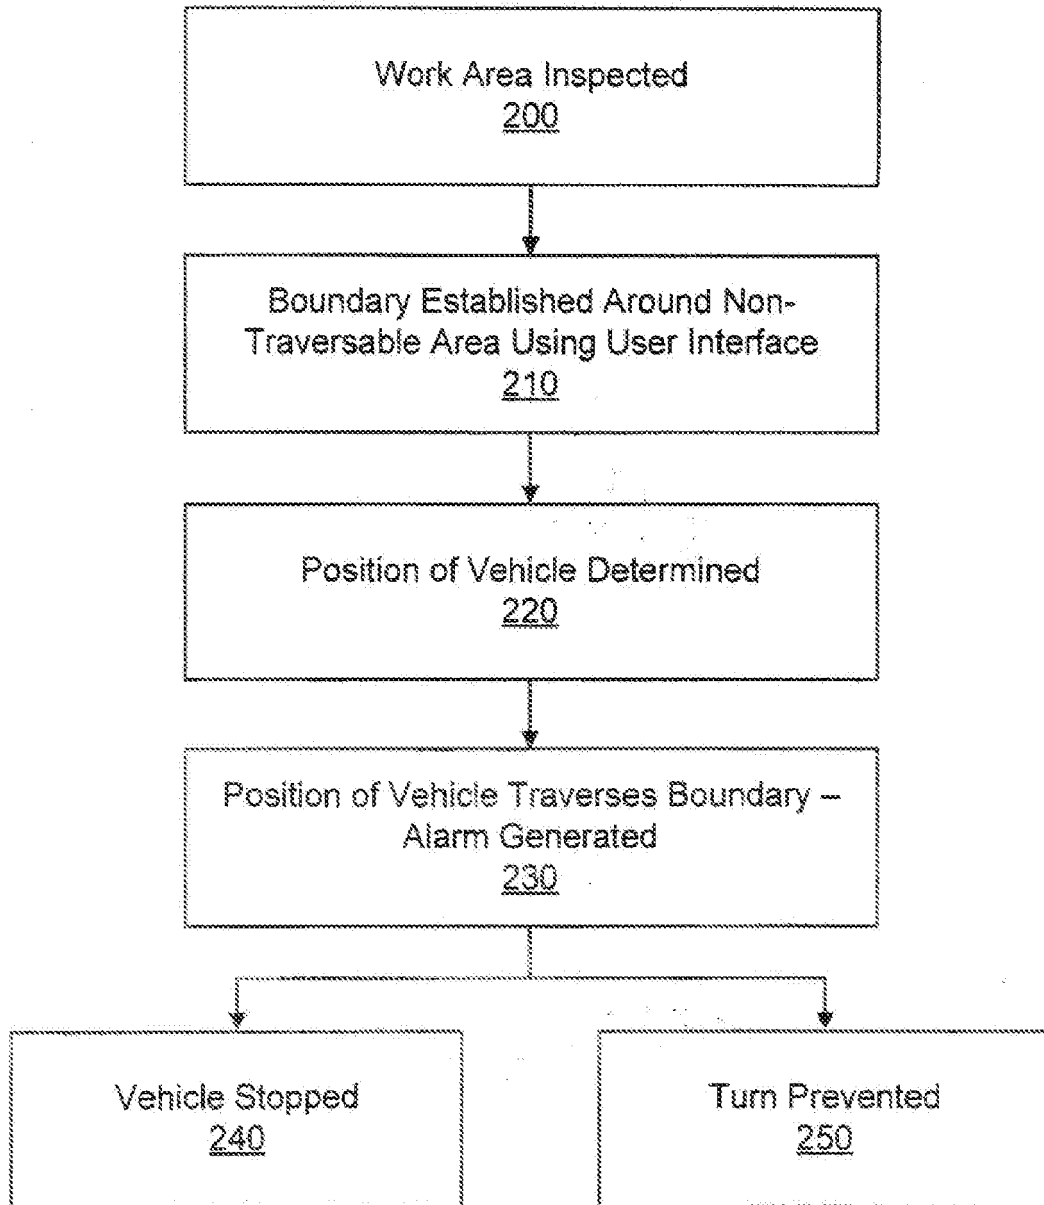 Work Area Inspected
200
Boundary Established Around Non-
Traversable Area Using User Interface
210
Position of Vehicle Determined
220
Position of Vehicle Traverses Boundary –
Alarm Generated
230
Vehicle Stopped
240
Turn Prevented
250